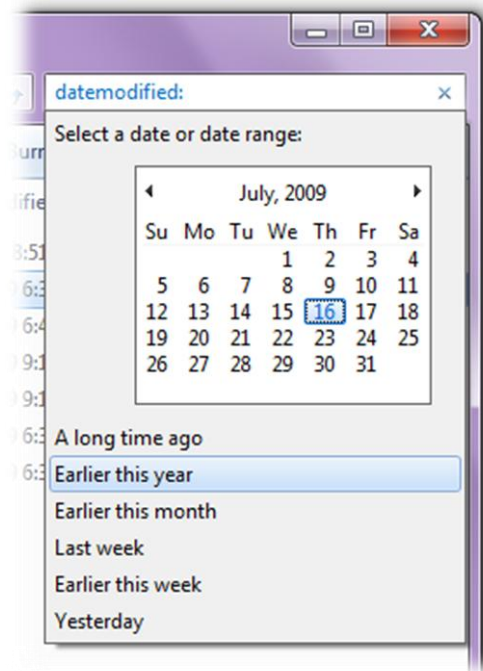 datemodified:
Select a date or date range:
July, 2009
Su Mo Tu We Th Fr Sa
1 2 3 4
5 6 7 8 9 10 11
12 13 14 15 16 17 18
19 20 21 22 23 24 25
26 27 28 29 30 31
A long time ago
Earlier this year
Earlier this month
Last week
Earlier this week
Yesterday